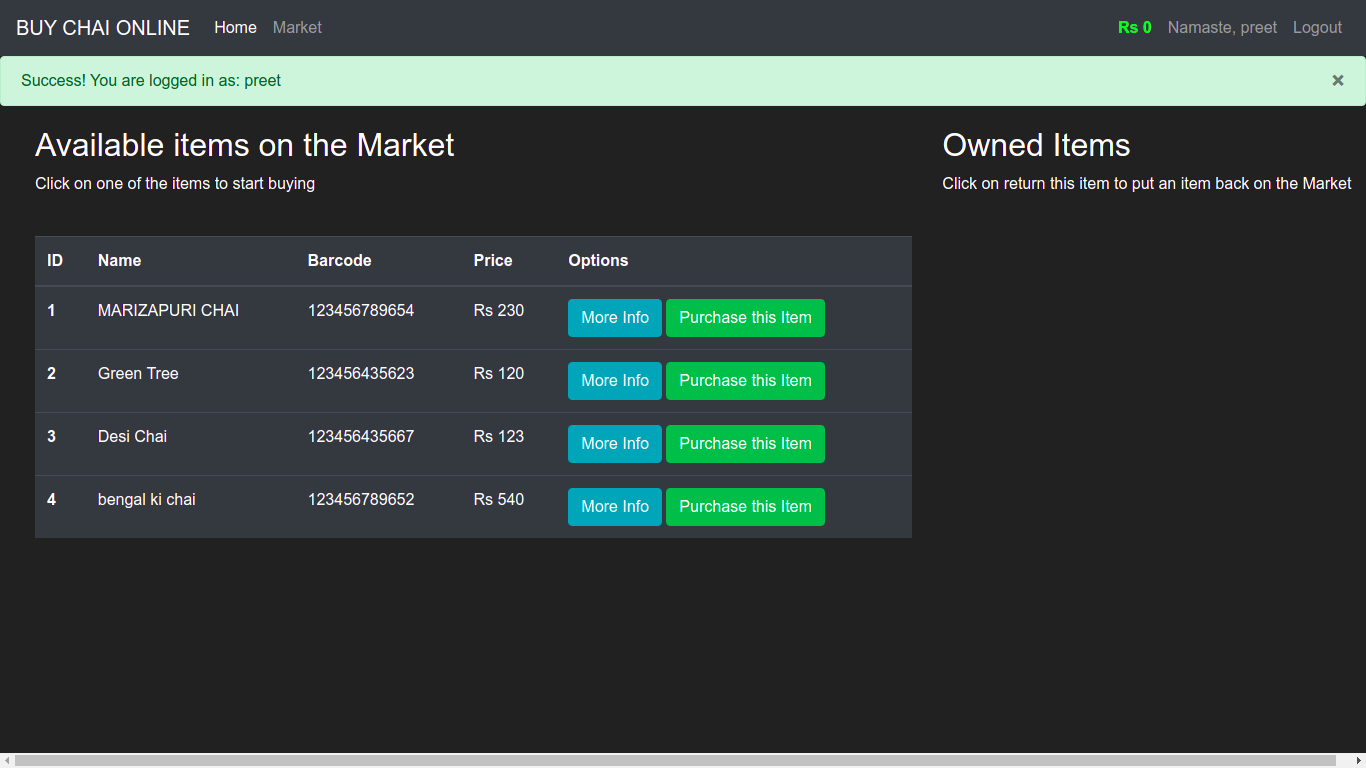 BUY CHAI ONLINE Home Market Rs 0 Namaste, preet Logout
Success! You are logged in as: preet ×
Available items on the Market
Click on one of the items to start buying
ID Name Barcode Price Options
1 MARIZAPURI CHAI 123456789654 Rs 230 More Info Purchase this Item
2 Green Tree 123456435623 Rs 120 More Info Purchase this Item
3 Desi Chai 123456435667 Rs 123 More Info Purchase this Item
4 bengal ki chai 123456789652 Rs 540 More Info Purchase this Item
Owned Items
Click on return this item to put an item back on the Market